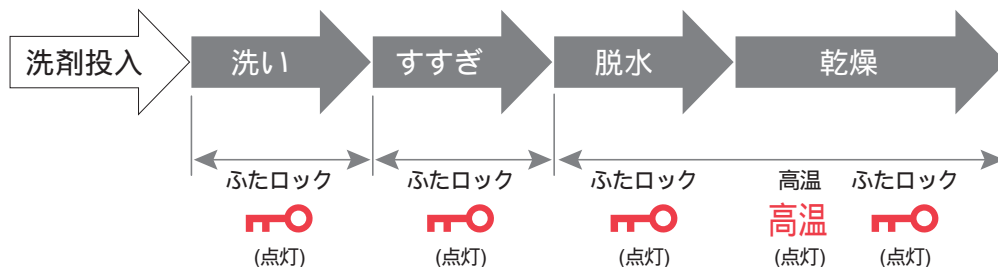 洗剤投入 洗い すすぎ 脱水 乾燥
ふたロック ふたロック ふたロック 高温 ふたロック
高温
(点灯) (点灯) (点灯) (点灯) (点灯)